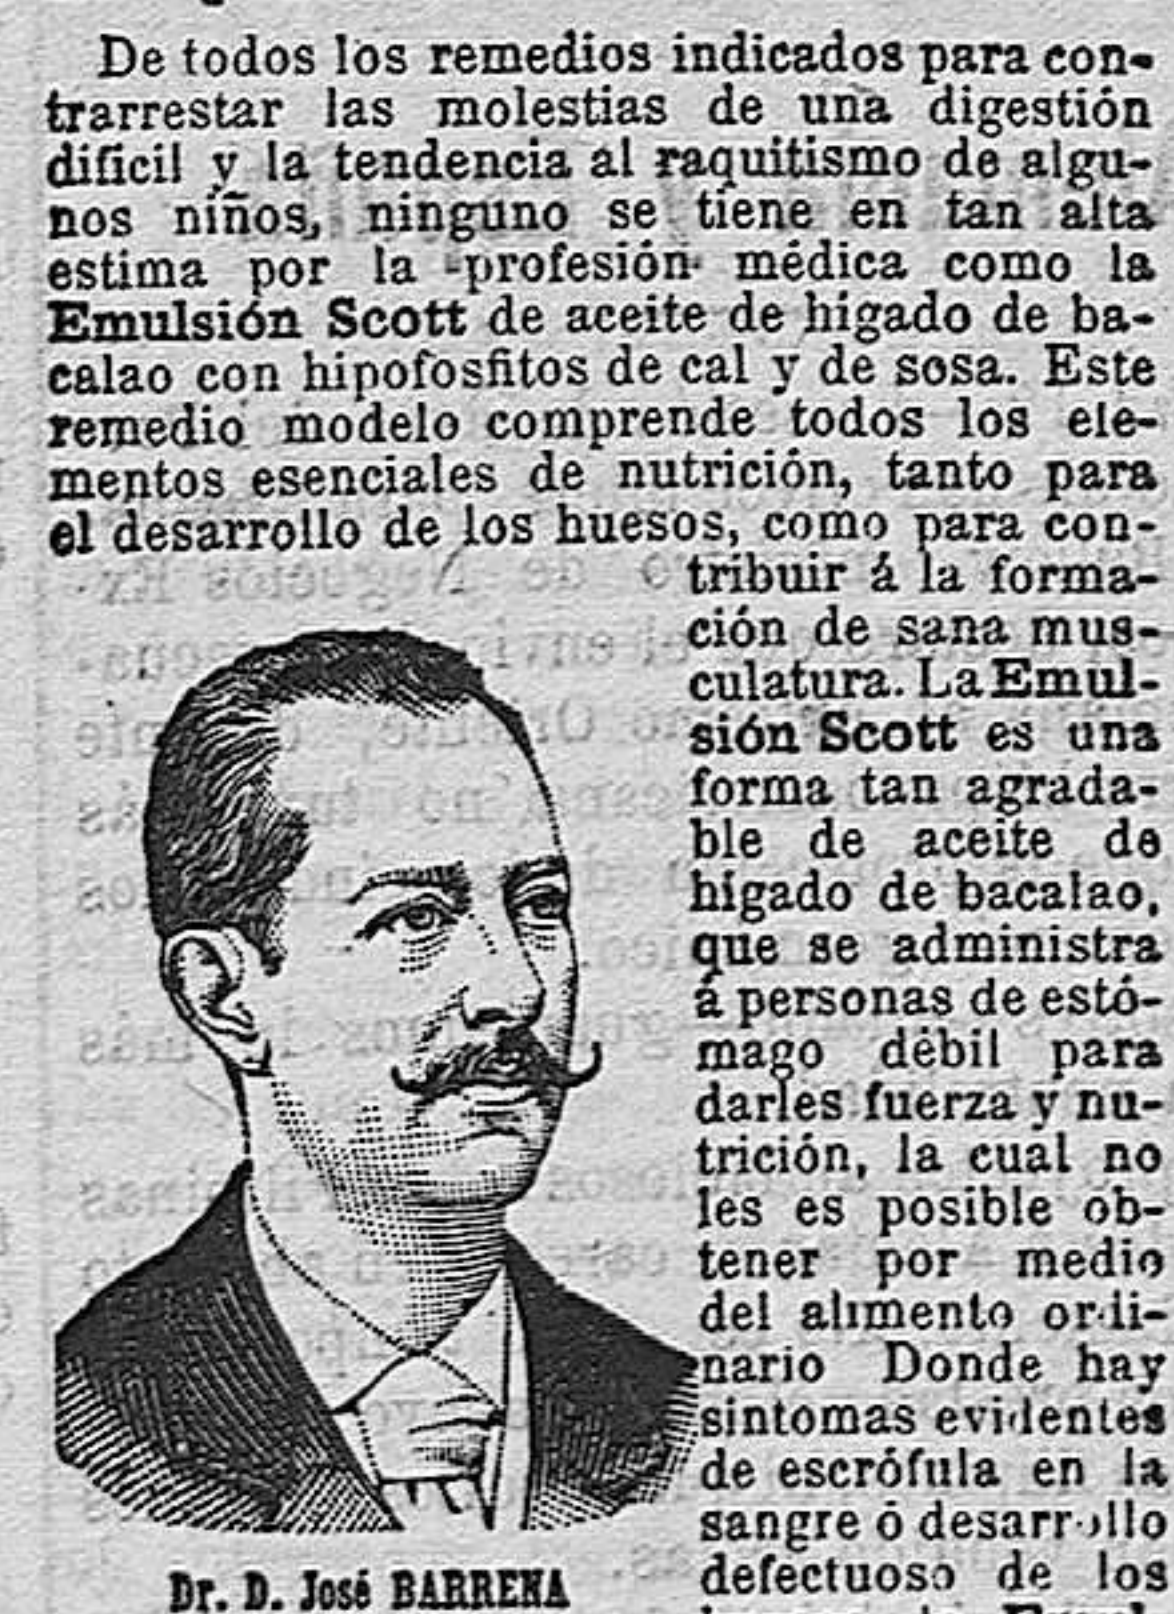 De todos los remedios indicados para con-
trarrestar las molestias de una digestión
dificil y la tendencia al raquitismo de algu-
nos niños, ninguno se tiene en tan alta
estima por la profesión médica como la
Emulsión Scott de aceite de hígado de ba-
calao con hipofosfitos de cal y de sosa. Este
remedio modelo comprende todos los ele-
mentos esenciales de nutrición, tanto para
el desarrollo de los huesos, como para con-
tribuir á la forma-
ción de sana mus-
culatura. La Emul-
sión Scott es una
forma tan agrada-
ble de aceite de
hígado de bacalao,
que se administra
á personas de estó-
mago débil para
darles fuerza y nu-
trición, la cual no
les es posible ob-
tener por medio
del alimento ordi-
nario Donde hay
síntomas evidentes
de escrófula en la
sangre ó desarrollo
defectuoso de los
Dr. D. José BARRENA